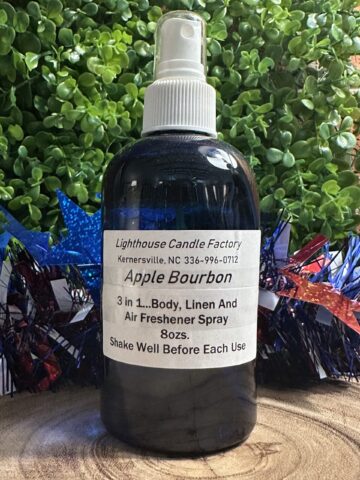 Lighthouse Candle Factory
Kernersville, NC 336-996-0712
Apple Bourbon
3 in 1...Body, Linen And
Air Freshener Spray
8ozs.
Shake Well Before Each Use